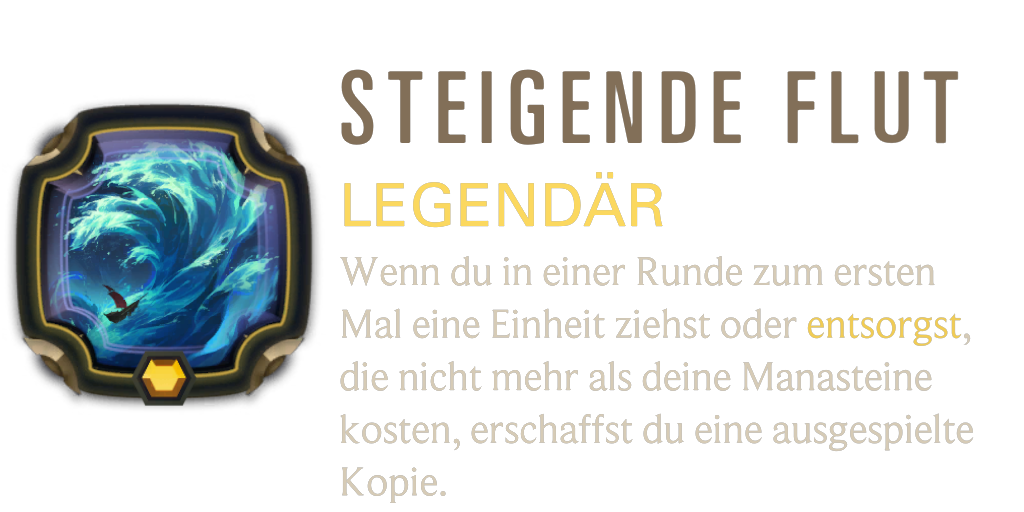 STEIGENDE FLUT
LEGENDÄR
Wenn du in einer Runde zum ersten
Mal eine Einheit ziehst oder entsorgst,
die nicht mehr als deine Manasteine
kosten, erschaffst du eine ausgespielte
Kopie.